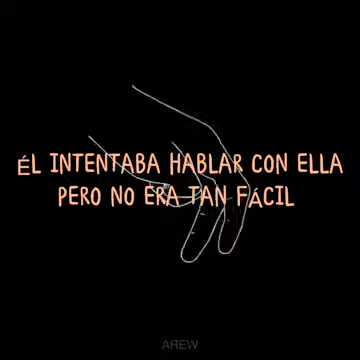 ÉL INTENTABA HABLAR CON ELLA
PERO NO ERA TAN FÁCIL
AREW